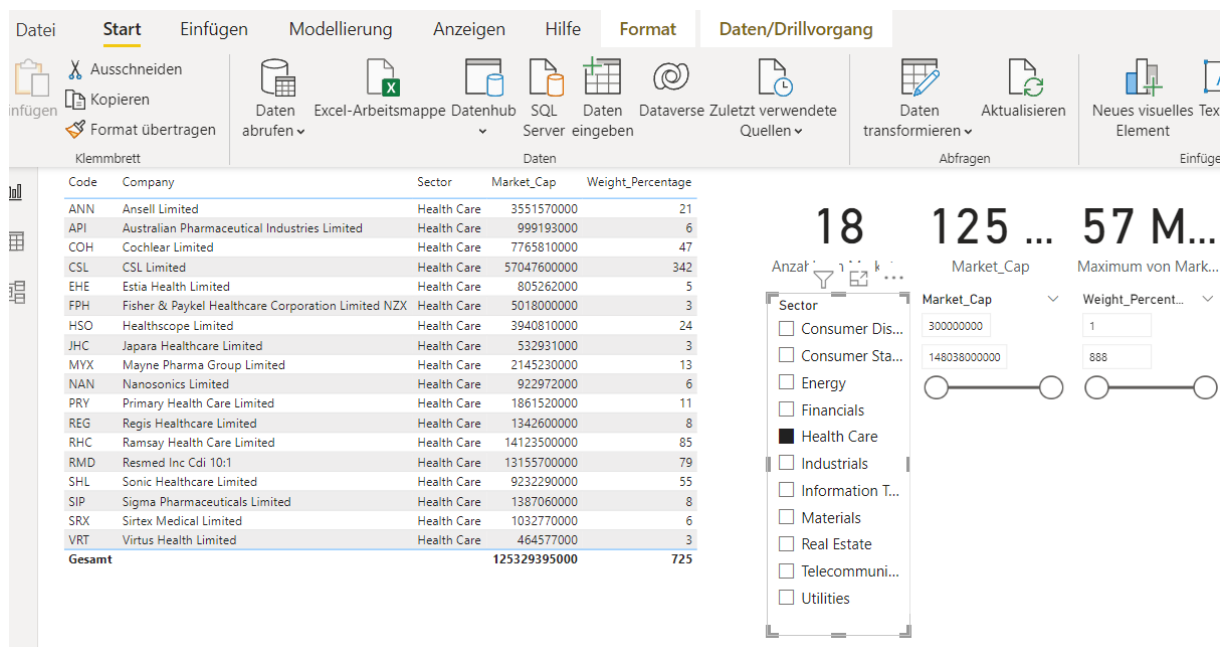 Datei Start Einfügen Modellierung Anzeigen Hilfe Format Daten/Drillvorgang
Ausschneiden
Kopieren
Format übertragen
Klemmbrett
Daten abrufen
Excel-Arbeitsmappe
Datenhub
SQL Server
Daten eingeben
Dataverse
Zuletzt verwendete Quellen
Daten
Daten transformieren
Aktualisieren
Abfragen
Neues visuelles Element
Code Company Sector Market_Cap Weight_Percentage
ANN Ansell Limited Health Care 3551570000 21
API Australian Pharmaceutical Industries Limited Health Care 999193000 6
COH Cochlear Limited Health Care 7765810000 47
CSL CSL Limited Health Care 57047600000 342
EHE Estia Health Limited Health Care 805262000 5
FPH Fisher & Paykel Healthcare Corporation Limited NZX Health Care 5018000000 3
HSO Healthscope Limited Health Care 3940810000 24
JHC Japara Healthcare Limited Health Care 532931000 3
MYX Mayne Pharma Group Limited Health Care 2145230000 13
NAN Nanosonics Limited Health Care 922972000 6
PRY Primary Health Care Limited Health Care 1861520000 11
REG Regis Healthcare Limited Health Care 1342600000 8
RHC Ramsay Health Care Limited Health Care 14123500000 85
RMD Resmed Inc Cdi 10:1 Health Care 13155700000 79
SHL Sonic Healthcare Limited Health Care 9232290000 55
SIP Sigma Pharmaceuticals Limited Health Care 1387060000 8
SRX Sirtex Medical Limited Health Care 1032770000 6
VRT Virtus Health Limited Health Care 464577000 3
Gesamt 125329395000 725
18
125 ...
Market_Cap
57 M...
Maximum von Mark...
Sector
Consumer Dis...
Consumer Sta...
Energy
Financials
Health Care
Industrials
Information T...
Materials
Real Estate
Telecommuni...
Utilities
Market_Cap
300000000
148038000000
Weight_Percent...
1
888